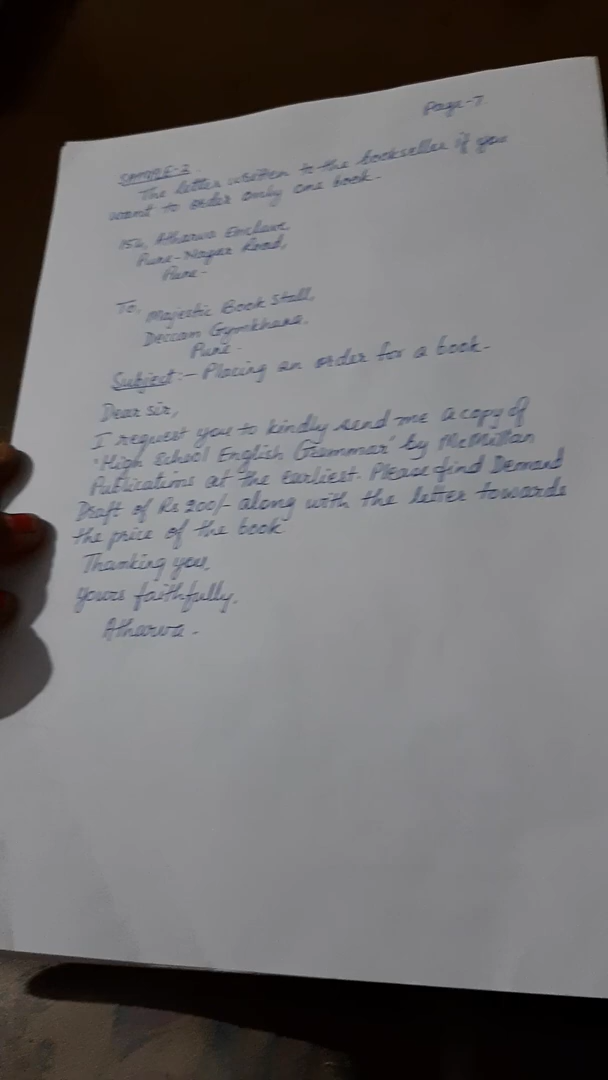 Page-7
SAMPLE-2.
The letter written to the bookseller if you
want to order only one book.
154, Atharva Enclave
Pune-Nagar Road,
Pune-
To,
Majestic Book Stall,
Deccan Gymkhana,
Pune-
Subject:- Placing an order for a book-
Dear sir,
I request you to kindly send me a copy of
'High School English Grammar' by McMillan
Publications at the Earliest. Please find Demand
Draft of Rs 200/- along with the letter towards
the price of the book
Thanking you,
yours faithfully,
Atharva-